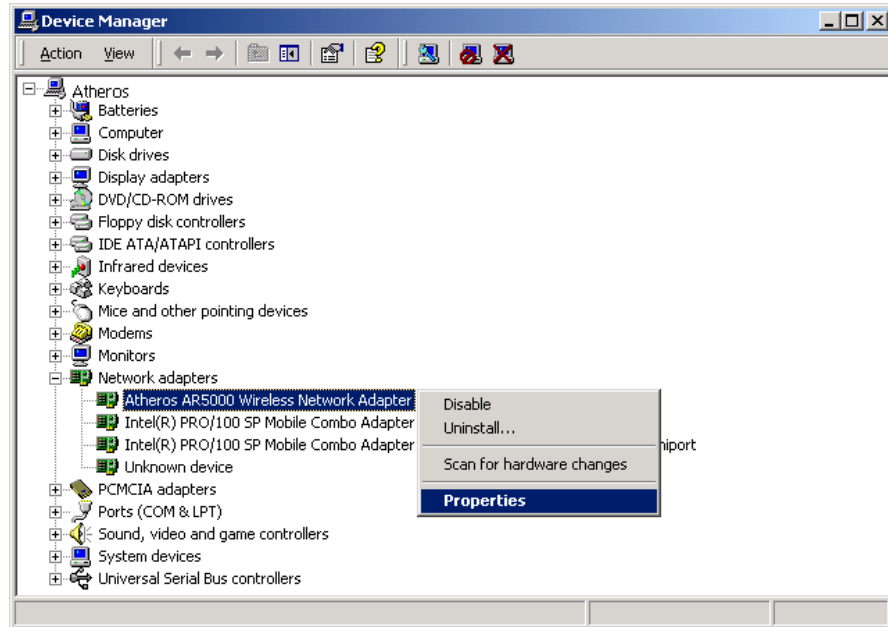 Device Manager
Action View
Atheros
Batteries
Computer
Disk drives
Display adapters
DVD/CD-ROM drives
Floppy disk controllers
IDE ATA/ATAPI controllers
Infrared devices
Keyboards
Mice and other pointing devices
Modems
Monitors
Network adapters
Atheros AR5000 Wireless Network Adapter
Intel(R) PRO/100 SP Mobile Combo Adapter
Intel(R) PRO/100 SP Mobile Combo Adapter niport
Unknown device
PCMCIA adapters
Ports (COM & LPT)
Sound, video and game controllers
System devices
Universal Serial Bus controllers
Disable
Uninstall...
Scan for hardware changes
Properties